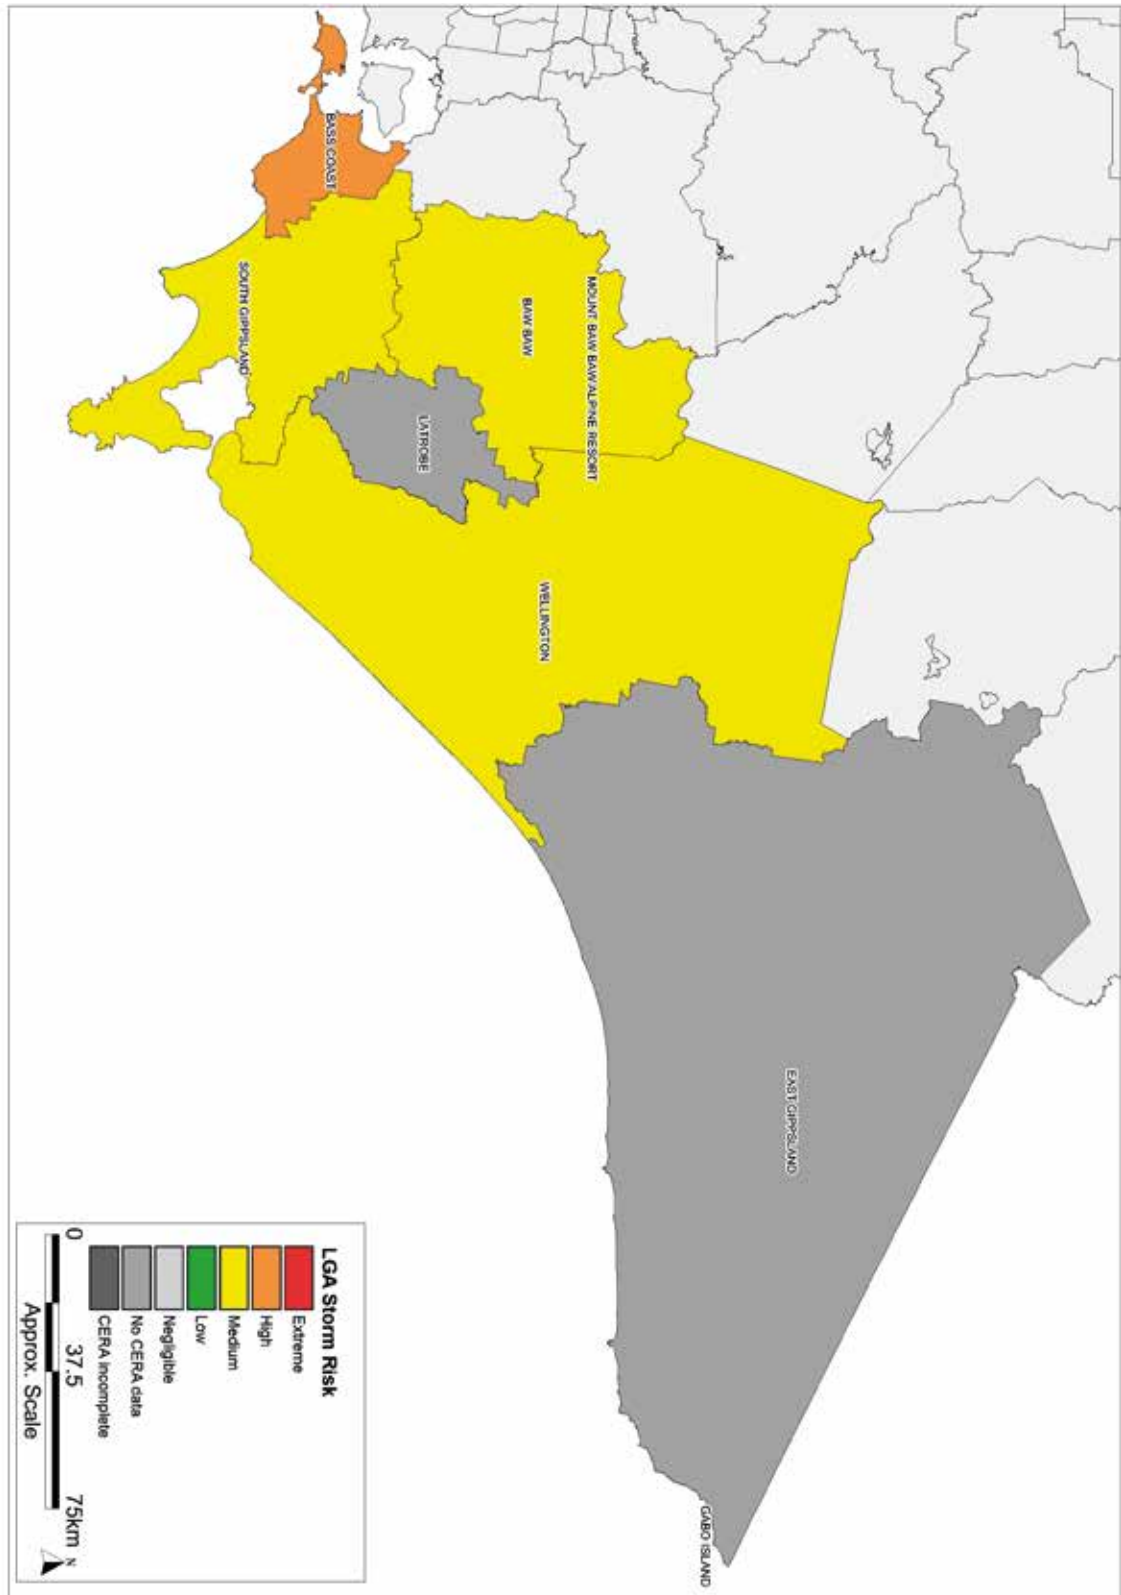 BASS COAST
SOUTH GIPPSLAND
BAW BAW
MOUNT BAW BAW ALPINE RESORT
LATROBE
WELLINGTON
EAST GIPPSLAND
GABO ISLAND
LGA Storm Risk
Extreme
High
Medium
Low
Negligible
No CERA data
CERA incomplete
0 37.5 75km N
Approx. Scale